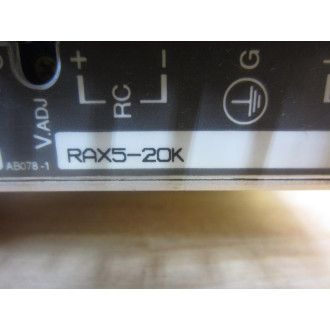 V.ADJ
+ -
RC
G
AB078-1
RAX5-20K